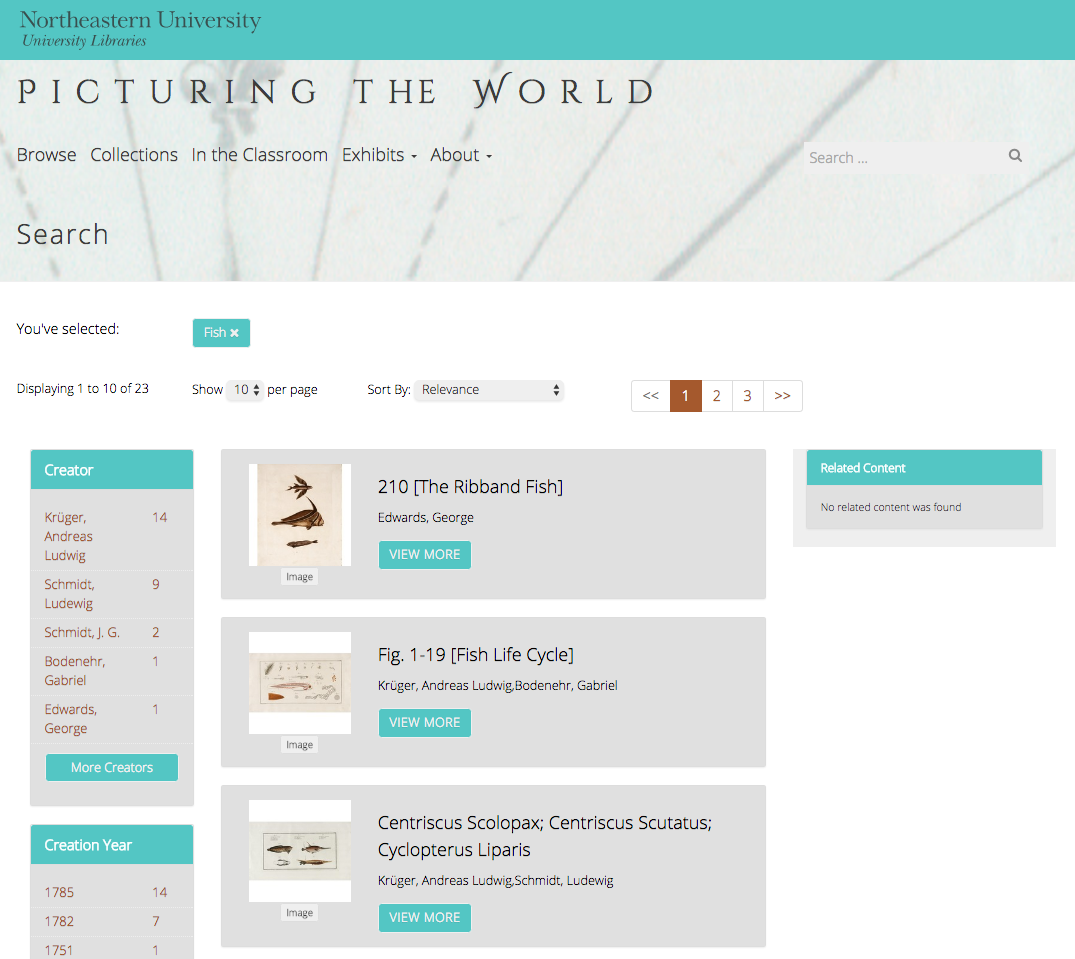 Northeastern University
University Libraries
PICTURING THE WORLD
Browse Collections In the Classroom Exhibits About
Search ...
Search
You've selected:
Fish ✖
Displaying 1 to 10 of 23
Show 10 per page
Sort By: Relevance
<< 1 2 3 >>
Creator
Krüger, 14
Andreas
Ludwig
Schmidt, 9
Ludewig
Schmidt, J. G. 2
Bodenehr, 1
Gabriel
Edwards, 1
George
More Creators
Creation Year
1785 14
1782 7
1751 1
210 [The Ribband Fish]
Edwards, George
VIEW MORE
Image
Fig. 1-19 [Fish Life Cycle]
Krüger, Andreas Ludwig,Bodenehr, Gabriel
VIEW MORE
Image
Centriscus Scolopax; Centriscus Scutatus;
Cyclopterus Liparis
Krüger, Andreas Ludwig,Schmidt, Ludewig
VIEW MORE
Image
Related Content
No related content was found